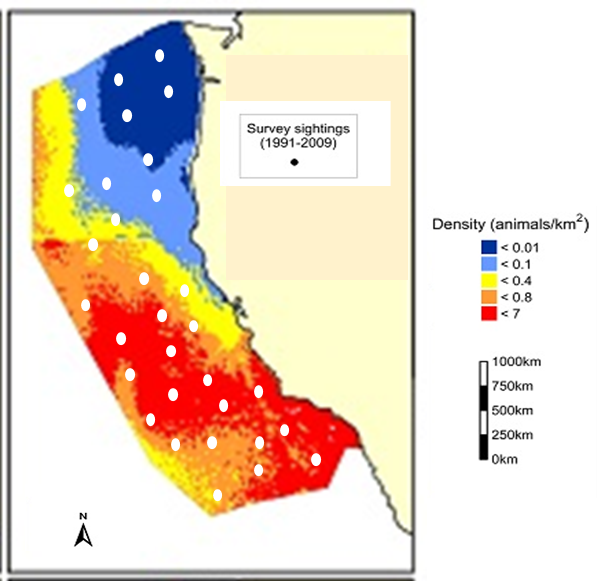 Survey sightings
(1991-2009)
Density (animals/km²)
< 0.01
< 0.1
< 0.4
< 0.8
< 7
1000km
750km
500km
250km
0km
N